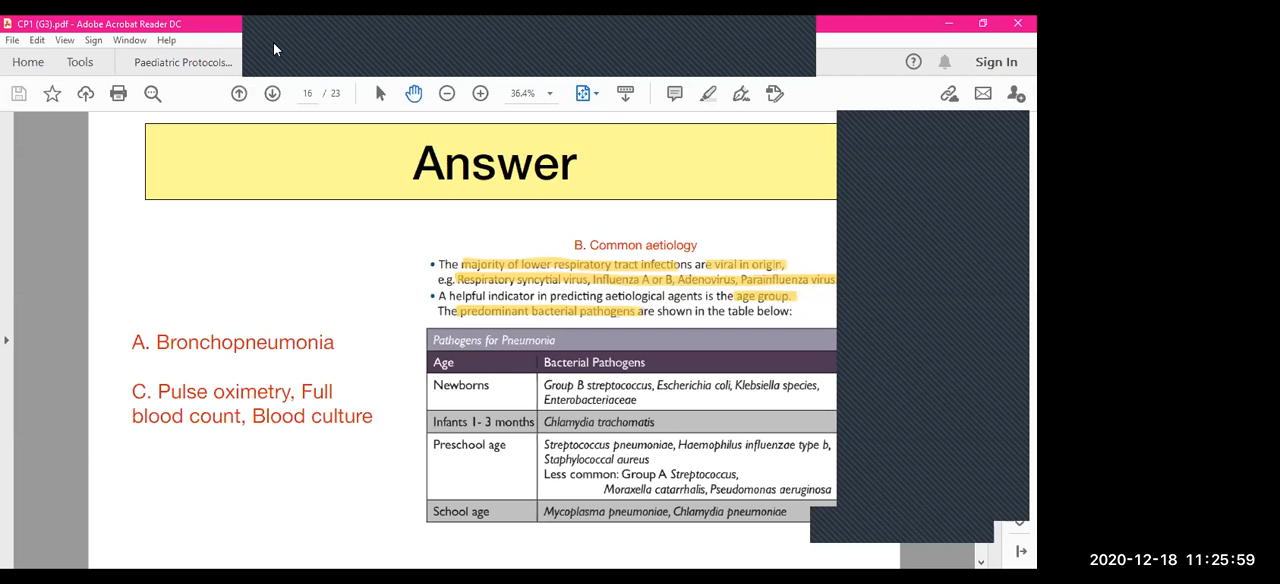 CP1 (G3).pdf - Adobe Acrobat Reader DC
File Edit View Sign Window Help
Home Tools Paediatric Protocols... Sign In
16 / 23 36.4%
Answer
B. Common aetiology
• The majority of lower respiratory tract infections are viral in origin,
e.g. Respiratory syncytial virus, Influenza A or B, Adenovirus, Parainfluenza virus
• A helpful indicator in predicting aetiological agents is the age group.
The predominant bacterial pathogens are shown in the table below:
A. Bronchopneumonia
C. Pulse oximetry, Full
blood count, Blood culture
Pathogens for Pneumonia
Age Bacterial Pathogens
Newborns Group B streptococcus, Escherichia coli, Klebsiella species,
Enterobacteriaceae
Infants 1- 3 months Chlamydia trachomatis
Preschool age Streptococcus pneumoniae, Haemophilus influenzae type b,
Staphylococcal aureus
Less common: Group A Streptococcus,
Moraxella catarrhalis, Pseudomonas aeruginosa
School age Mycoplasma pneumoniae, Chlamydia pneumoniae
2020-12-18 11:25:59